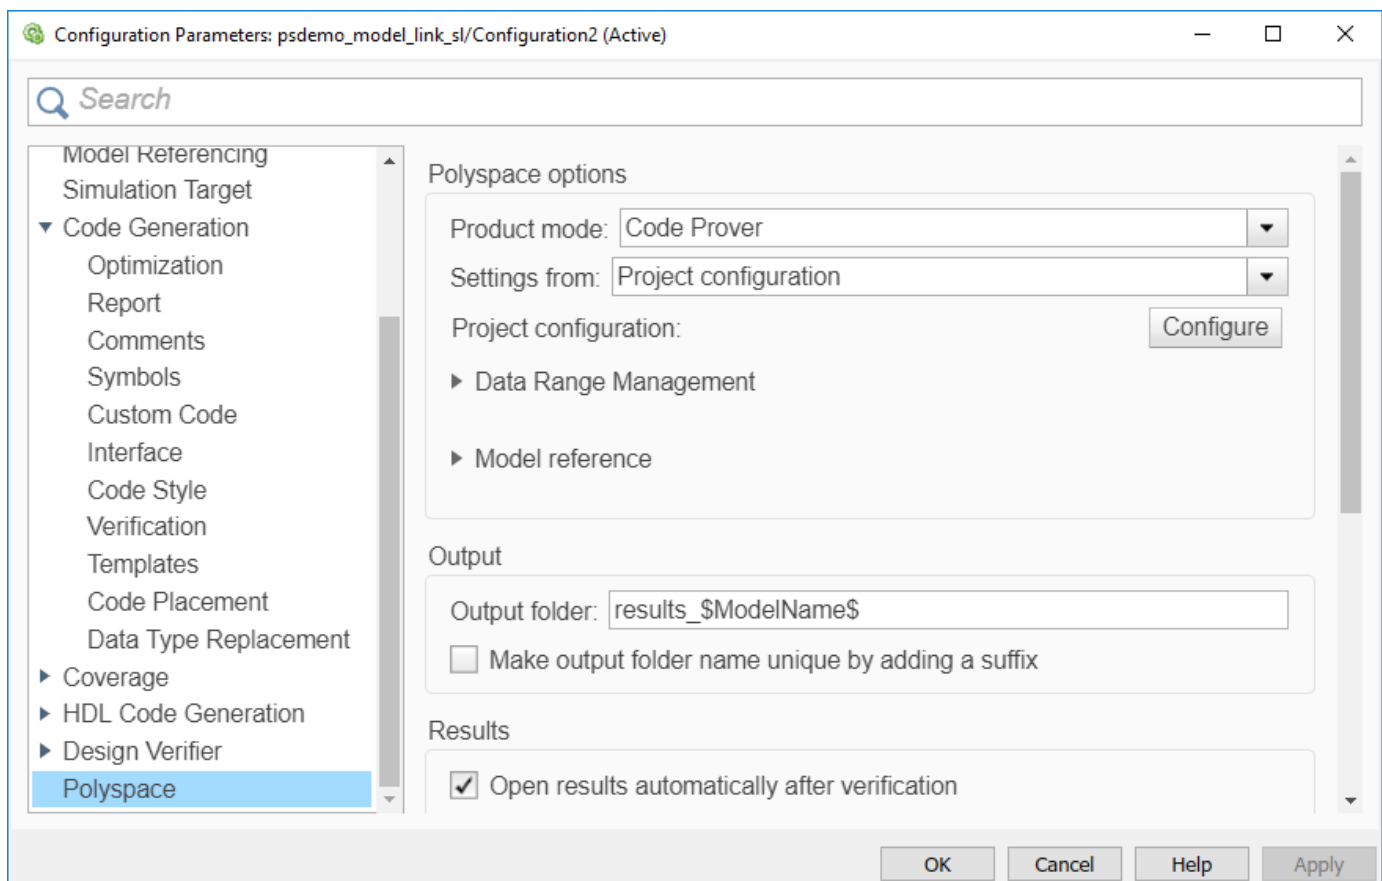 Configuration Parameters: psdemo_model_link_sl/Configuration2 (Active)
Search
Model Referencing
Simulation Target
Code Generation
Optimization
Report
Comments
Symbols
Custom Code
Interface
Code Style
Verification
Templates
Code Placement
Data Type Replacement
Coverage
HDL Code Generation
Design Verifier
Polyspace
Polyspace options
Product mode: Code Prover
Settings from: Project configuration
Project configuration: Configure
Data Range Management
Model reference
Output
Output folder: results_$ModelName$
Make output folder name unique by adding a suffix
Results
Open results automatically after verification
OK Cancel Help Apply